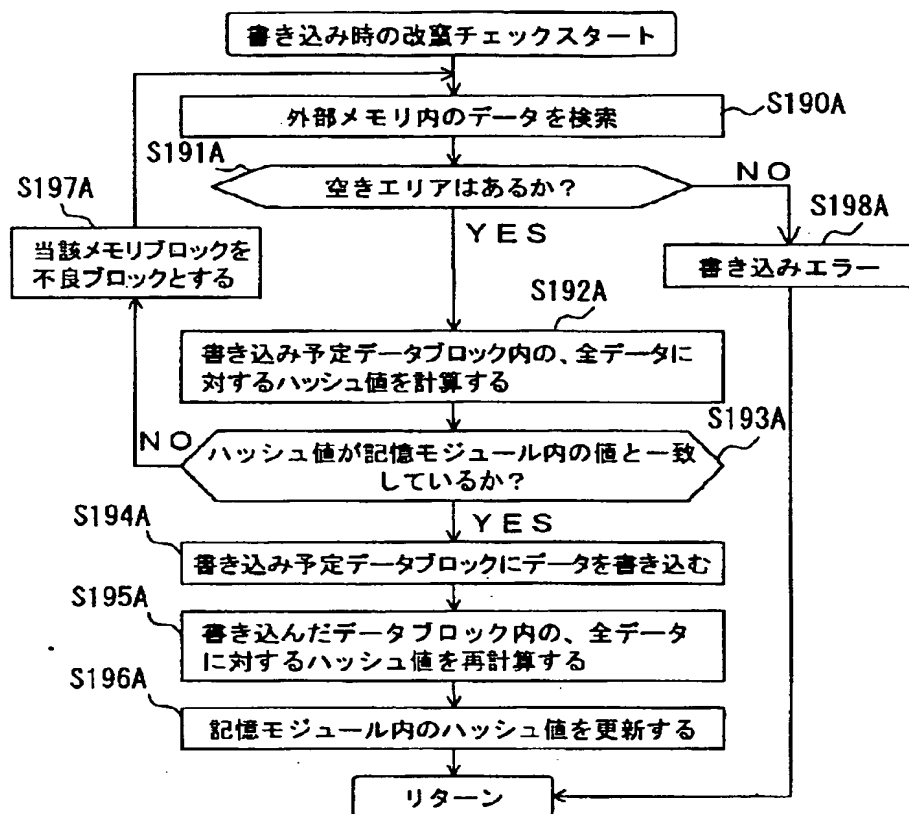 書き込み時の改竄チェックスタート
外部メモリ内のデータを検索
S190A
S191A
空きエリアはあるか？
NO
YES
S197A
当該メモリブロックを
不良ブロックとする
S198A
書き込みエラー
S192A
書き込み予定データブロック内の、全データに
対するハッシュ値を計算する
S193A
NO
ハッシュ値が記憶モジュール内の値と一致
しているか？
YES
S194A
書き込み予定データブロックにデータを書き込む
S195A
書き込んだデータブロック内の、全データ
に対するハッシュ値を再計算する
S196A
記憶モジュール内のハッシュ値を更新する
リターン